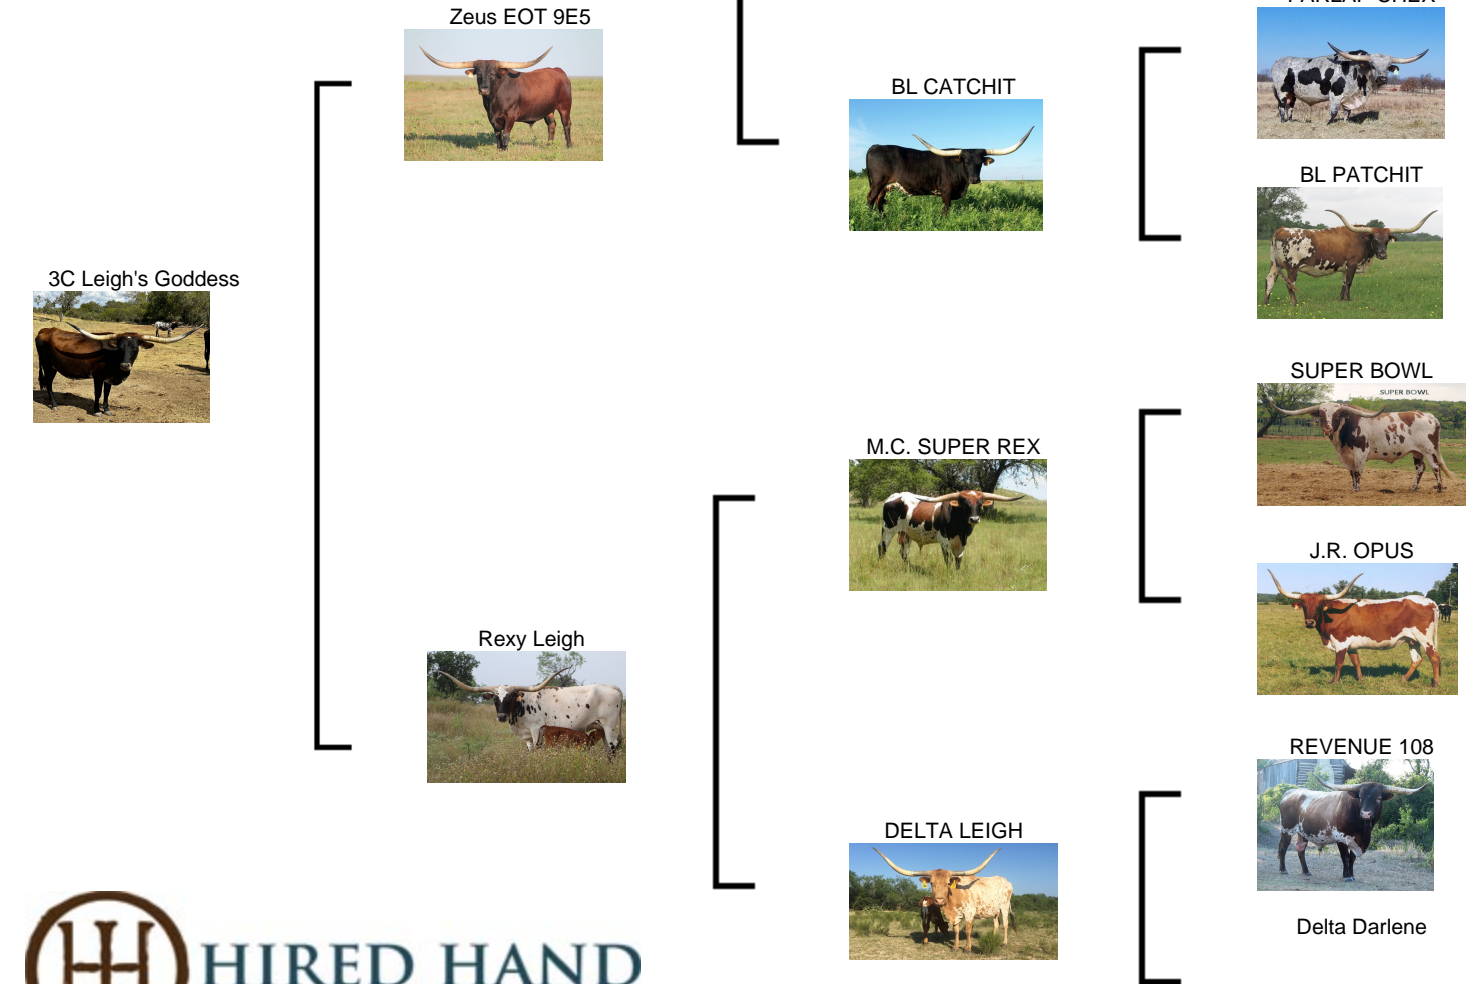 Zeus EOT 9E5
BL CATCHIT
BL PATCHIT
3C Leigh's Goddess
SUPER BOWL
SUPER BOWL
M.C. SUPER REX
J.R. OPUS
Rexy Leigh
REVENUE 108
DELTA LEIGH
Delta Darlene
HIRED HAND